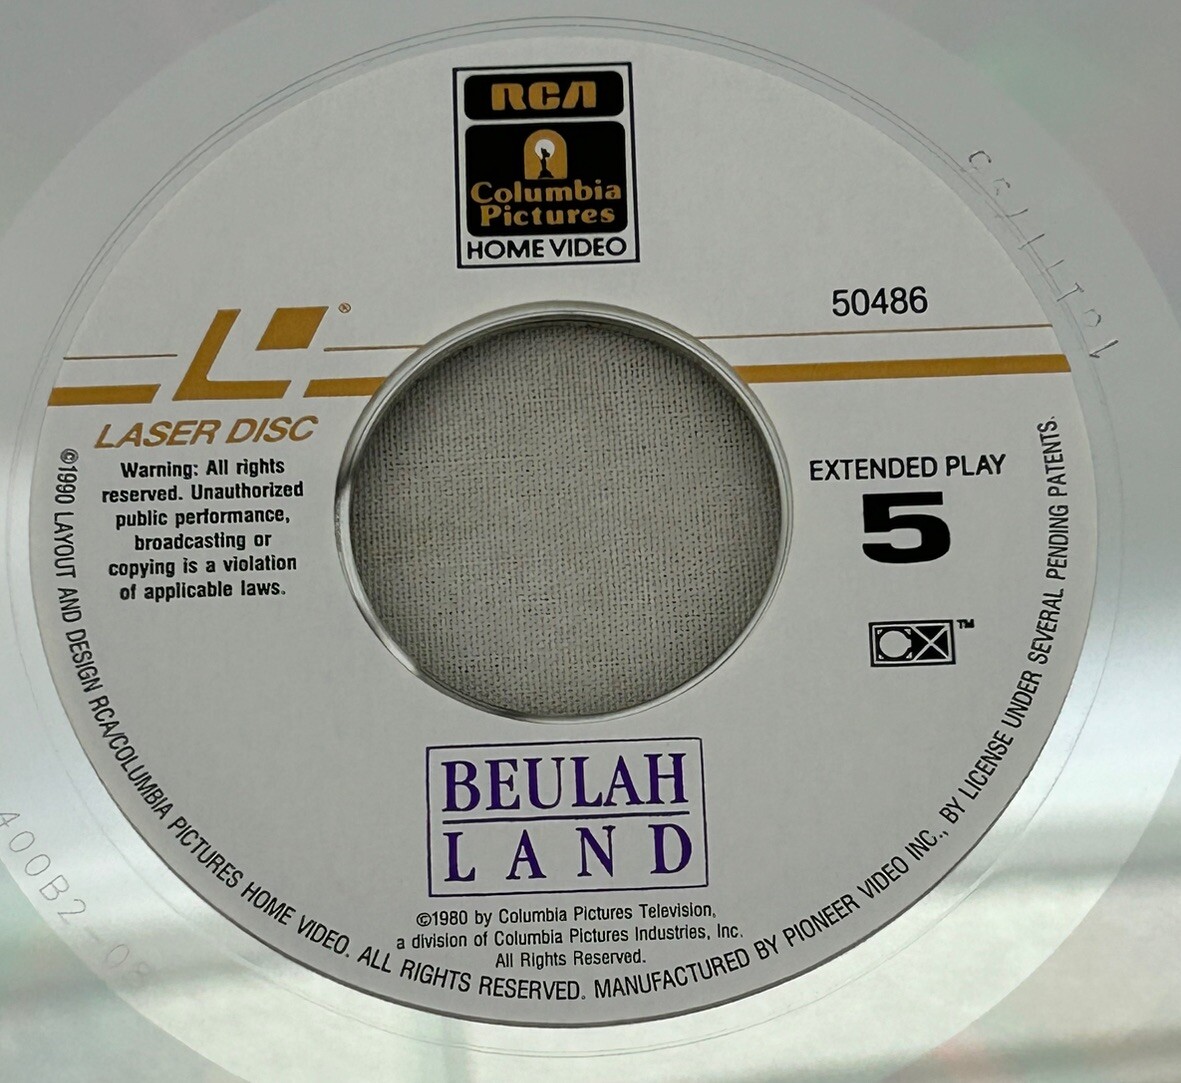 RCA
Columbia
Pictures
HOME VIDEO
50486
®
LASER DISC
Warning: All rights
reserved. Unauthorized
public performance,
broadcasting or
copying is a violation
of applicable laws.
EXTENDED PLAY
5
CX™
BEULAH
LAND
©1980 by Columbia Pictures Television,
a division of Columbia Pictures Industries, Inc.
All Rights Reserved.
©1990 LAYOUT AND DESIGN RCA/COLUMBIA PICTURES HOME VIDEO. ALL RIGHTS RESERVED. MANUFACTURED BY PIONEER VIDEO INC., BY LICENSE UNDER SEVERAL PENDING PATENTS.